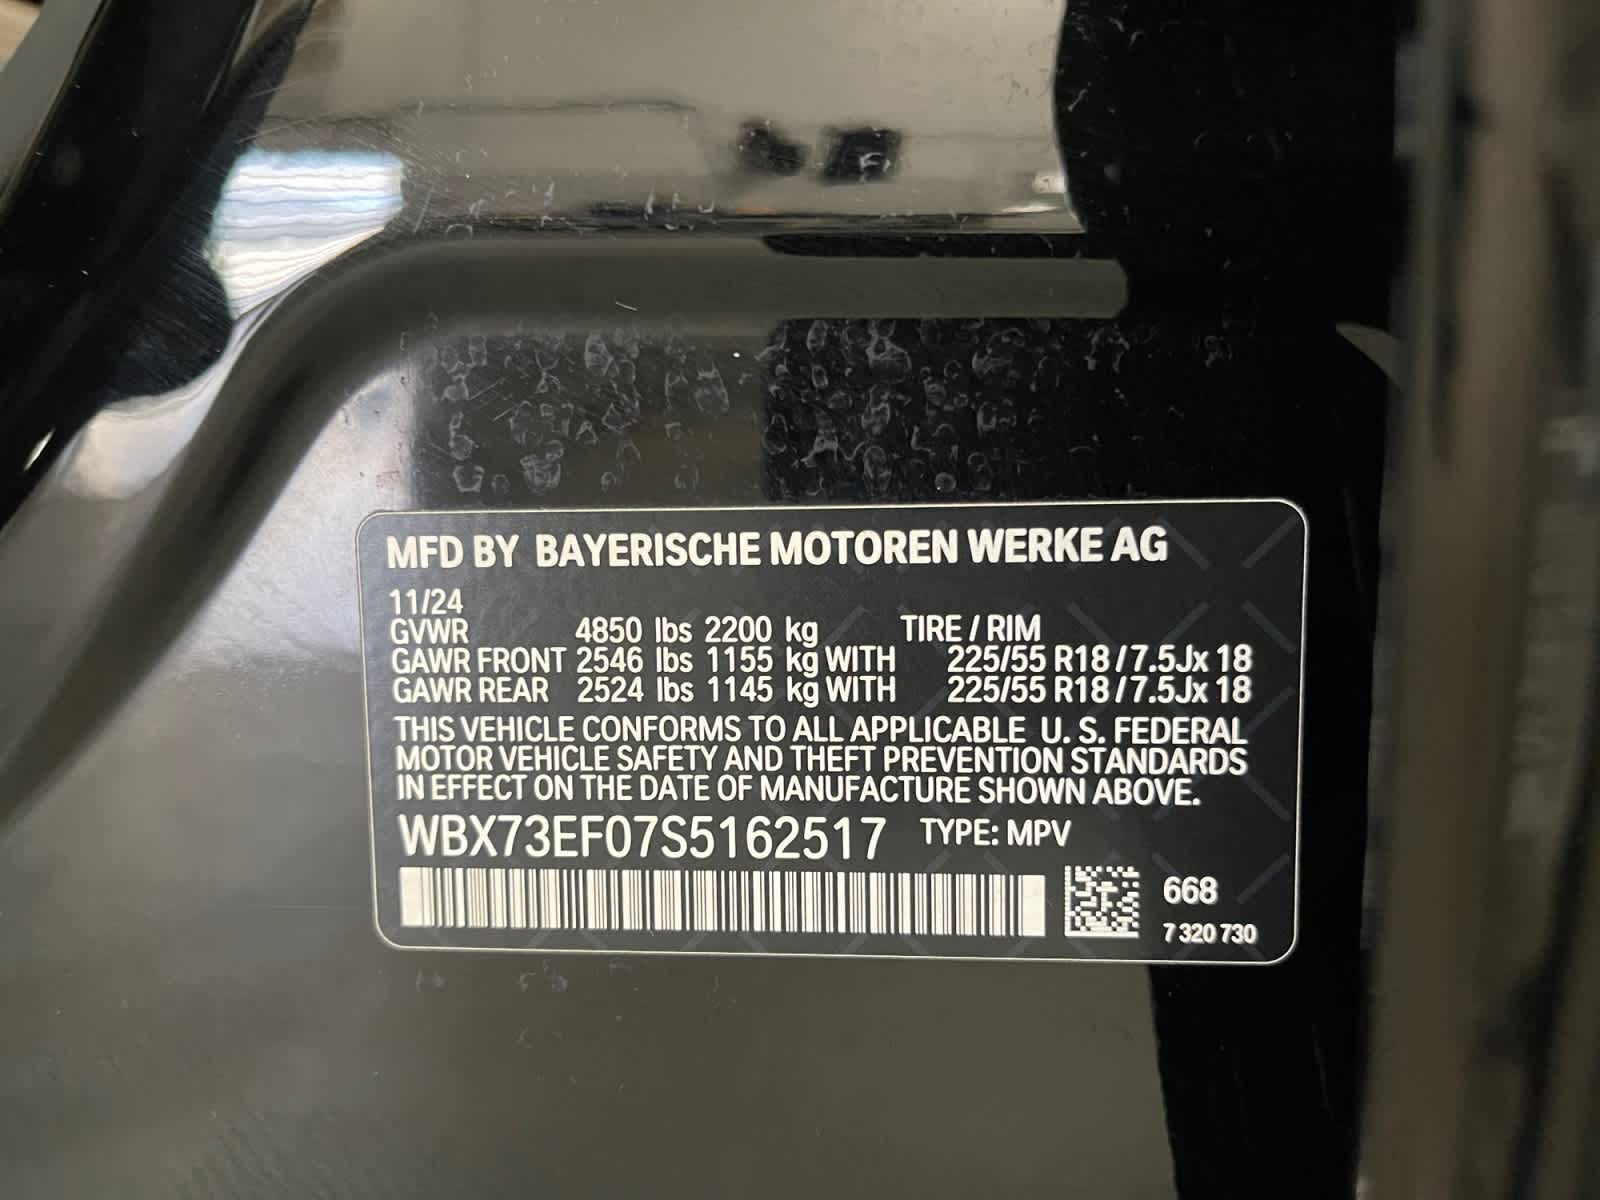 MFD BY BAYERISCHE MOTOREN WERKE AG
11/24
GVWR 4850 lbs 2200 kg TIRE / RIM
GAWR FRONT 2546 lbs 1155 kg WITH 225/55 R18 / 7.5Jx 18
GAWR REAR 2524 lbs 1145 kg WITH 225/55 R18 / 7.5Jx 18
THIS VEHICLE CONFORMS TO ALL APPLICABLE U. S. FEDERAL
MOTOR VEHICLE SAFETY AND THEFT PREVENTION STANDARDS
IN EFFECT ON THE DATE OF MANUFACTURE SHOWN ABOVE.
WBX73EF07S5162517 TYPE: MPV
668
7 320 730